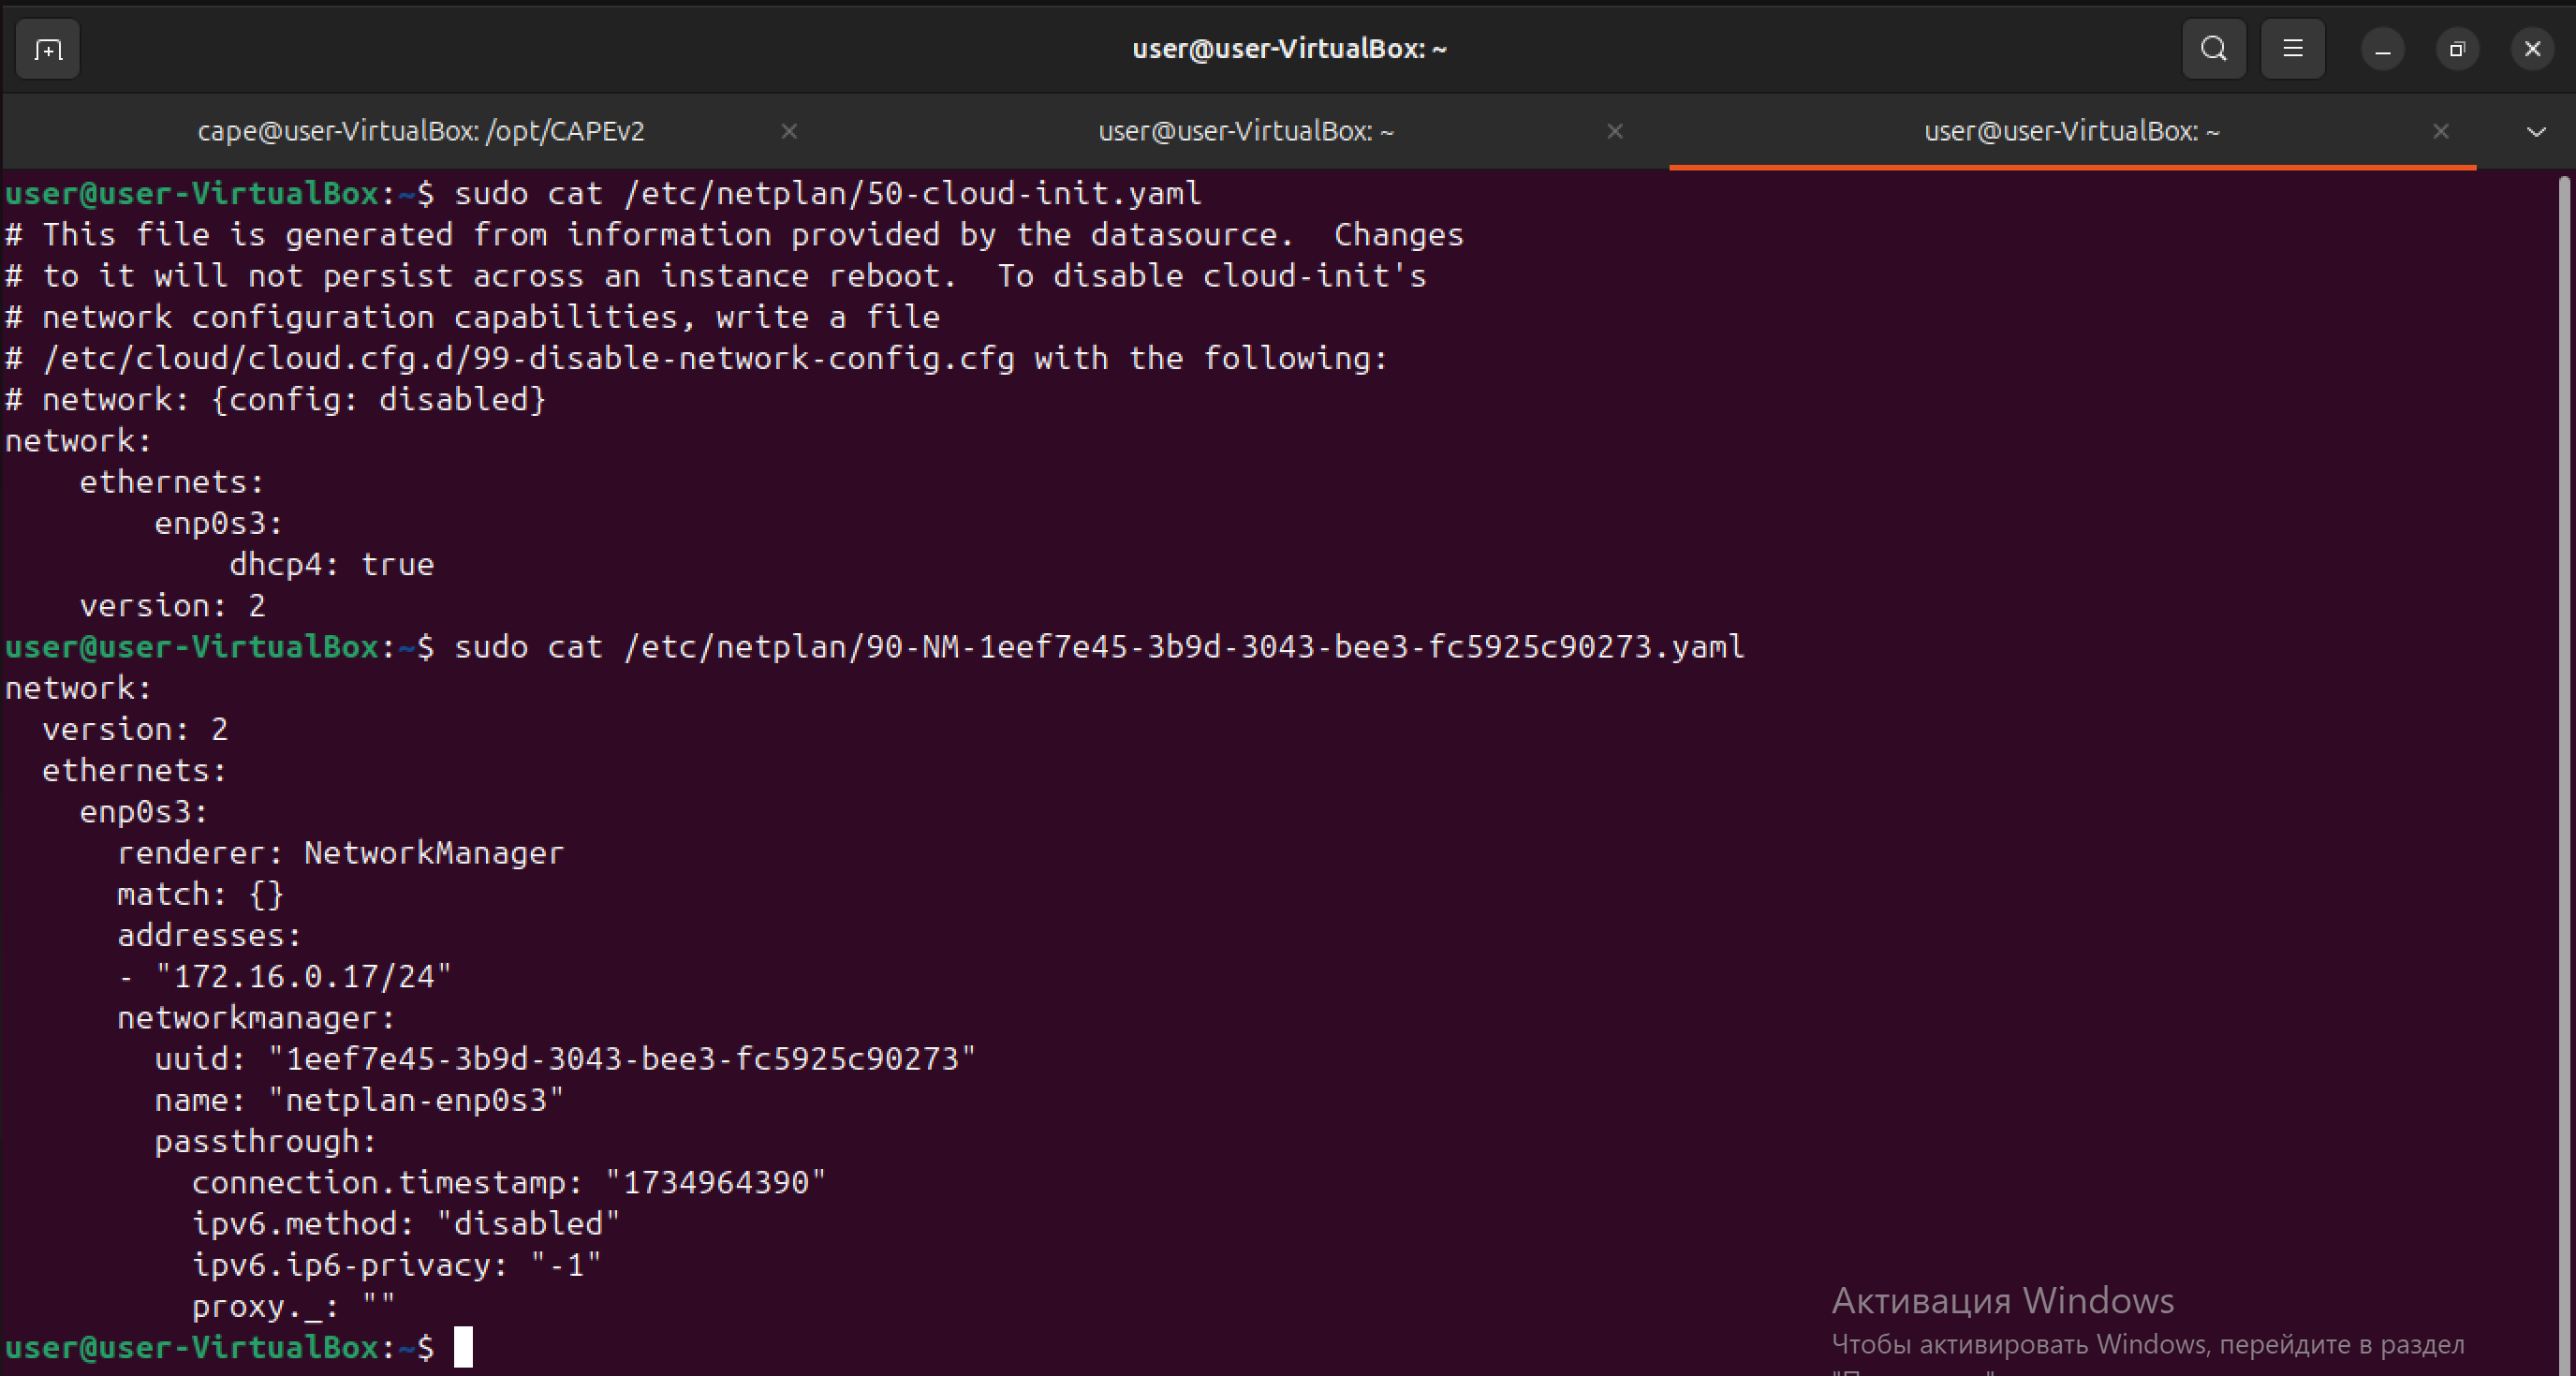 user@user-VirtualBox: ~
cape@user-VirtualBox: /opt/CAPEv2
user@user-VirtualBox: ~
user@user-VirtualBox: ~
user@user-VirtualBox:~$ sudo cat /etc/netplan/50-cloud-init.yaml
# This file is generated from information provided by the datasource.  Changes
# to it will not persist across an instance reboot.  To disable cloud-init's
# network configuration capabilities, write a file
# /etc/cloud/cloud.cfg.d/99-disable-network-config.cfg with the following:
# network: {config: disabled}
network:
    ethernets:
        enp0s3:
            dhcp4: true
    version: 2
user@user-VirtualBox:~$ sudo cat /etc/netplan/90-NM-1eef7e45-3b9d-3043-bee3-fc5925c90273.yaml
network:
  version: 2
  ethernets:
    enp0s3:
      renderer: NetworkManager
      match: {}
      addresses:
      - "172.16.0.17/24"
      networkmanager:
        uuid: "1eef7e45-3b9d-3043-bee3-fc5925c90273"
        name: "netplan-enp0s3"
        passthrough:
          connection.timestamp: "1734964390"
          ipv6.method: "disabled"
          ipv6.ip6-privacy: "-1"
          proxy._: ""
user@user-VirtualBox:~$
Активация Windows
Чтобы активировать Windows, перейдите в раздел